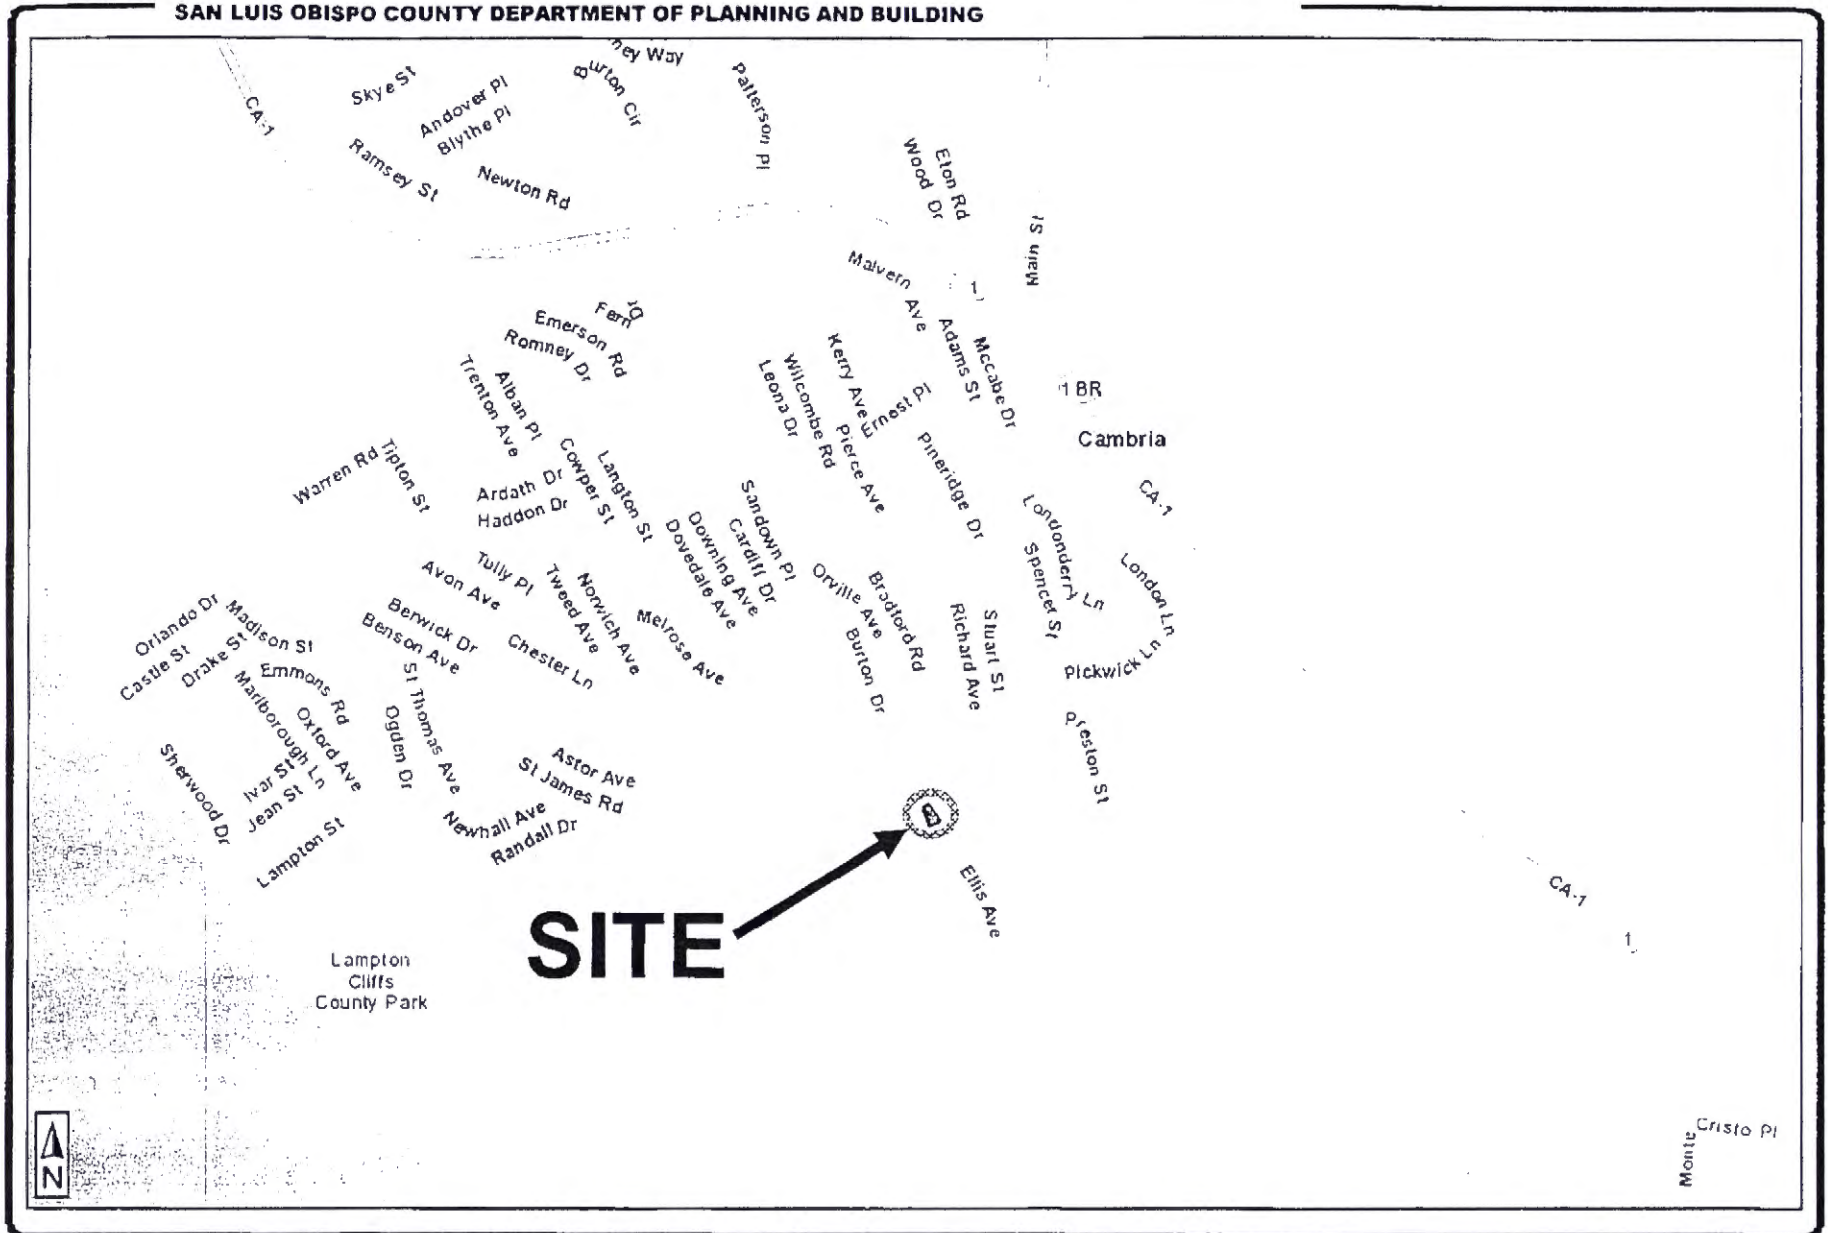 SAN LUIS OBISPO COUNTY DEPARTMENT OF PLANNING AND BUILDING
ney Way
Burton Cir
Skye St
Andover Pl
Blythe Pl
Patterson Pl
CA-1
Ramsey St
Newton Rd
Eton Rd
Wood Dr
Main St
Malvern Ave
1
Fern Dr
Emerson Rd
Romney Dr
Adams St
Mccabe Dr
Kerry Ave
Wilcombe Rd
Leona Dr
Ernest Pl
Pierce Ave
Trenton Ave
Alban Pl
1 BR
Cambria
Pineridge Dr
Warren Rd
Tipton St
Cowper St
Langton St
Ardath Dr
Haddon Dr
CA-1
Sandown Pl
Cardiff Dr
Downing Ave
Dovedale Ave
Londonderry Ln
London Ln
Spencer St
Tully Pl
Avon Ave
Tweed Ave
Norwich Ave
Melrose Ave
Orville Ave
Bradford Rd
Burton Dr
Stuart St
Richard Ave
Pickwick Ln
Orlando Dr
Madison St
Castle St
Drake St
Berwick Dr
Benson Ave
Chester Ln
Emmons Rd
Marlborough Ln
Oxford Ave
St Thomas Ave
Ogden Dr
Preston St
Sherwood Dr
Ivar St
Jean St
Lampton St
Astor Ave
St James Rd
Newhall Ave
Randall Dr
Ellis Ave
CA-1
1
SITE
Lampton
Cliffs
County Park
Monte Cristo Pl
N